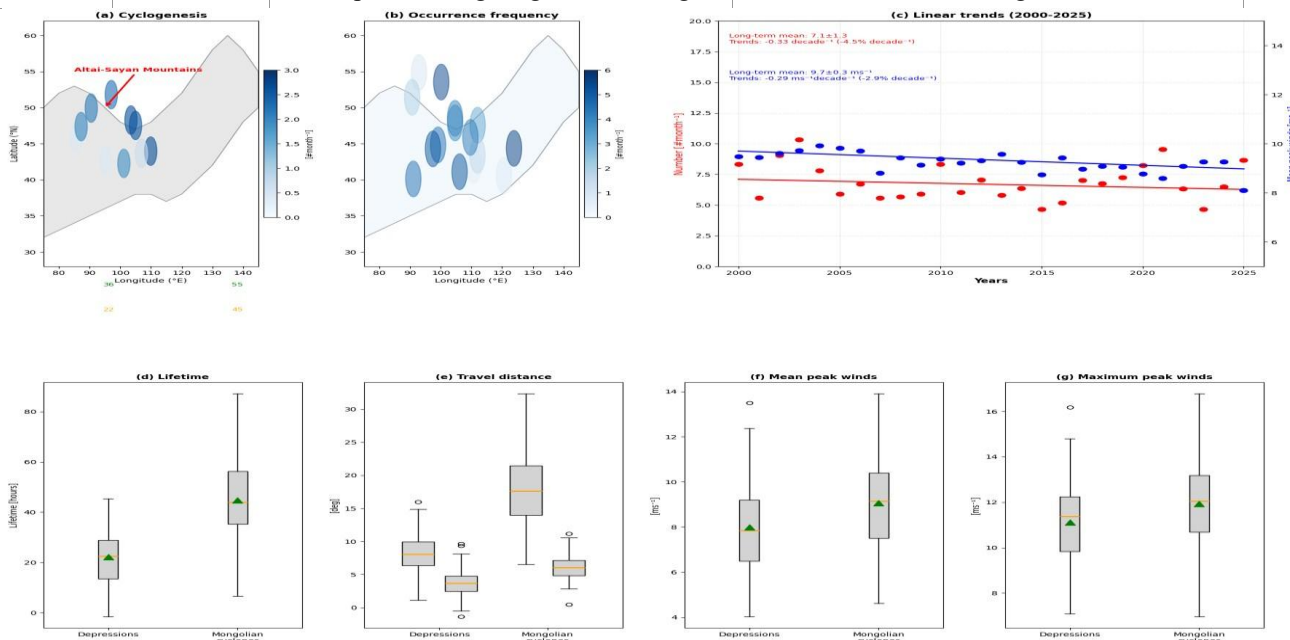 (a) Cyclogenesis
60
55
50
45
40
35
30
Latitude (°N)
Altai-Sayan Mountains
80 90 100 110 120 130 140
Longitude (°E)
36 55
22 45
3.0
2.5
2.0
1.5
1.0
0.5
0.0
[#month⁻¹]
(b) Occurrence frequency
60
55
50
45
40
35
30
80 90 100 110 120 130 140
Longitude (°E)
6
5
4
3
2
1
0
[#month⁻¹]
(c) Linear trends (2000-2025)
20.0
17.5
15.0
12.5
10.0
7.5
5.0
2.5
0.0
Number [#month⁻¹]
Long-term mean: 7.1±1.3
Trends: -0.33 decade⁻¹ (-4.5% decade⁻¹)
Long-term mean: 9.7±0.3 ms⁻¹
Trends: -0.29 ms⁻¹decade⁻¹ (-2.9% decade⁻¹)
14
12
10
8
6
2000 2005 2010 2015 2020 2025
Years
(d) Lifetime
80
60
40
20
0
Lifetime [hours]
Depressions Mongolian
(e) Travel distance
30
25
20
15
10
5
0
[deg]
Depressions Mongolian
(f) Mean peak winds
14
12
10
8
6
4
[ms⁻¹]
Depressions Mongolian
(g) Maximum peak winds
16
14
12
10
8
[ms⁻¹]
Depressions Mongolian